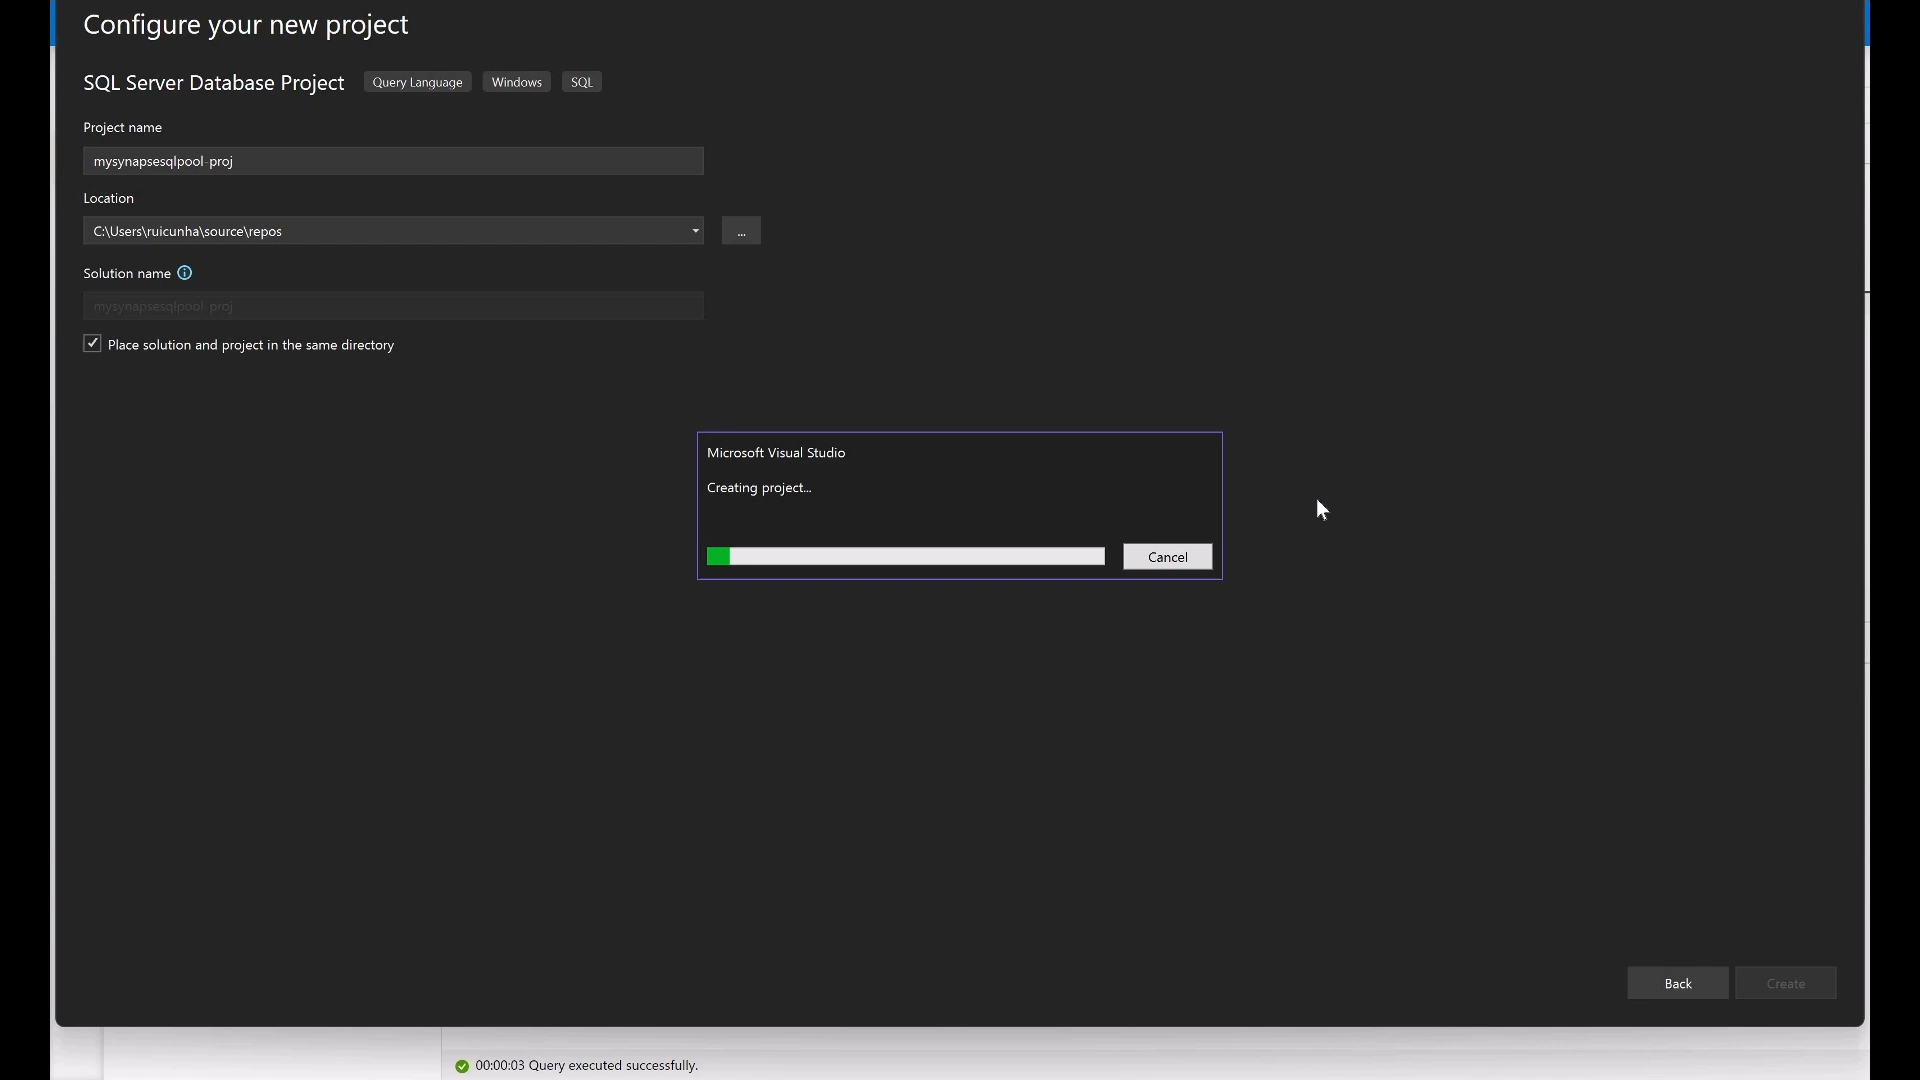 Configure your new project
SQL Server Database Project Query Language Windows SQL
Project name
mysynapsesqlpool-proj
Location
C:\Users\ruicunha\source\repos
...
Solution name
mysynapsesqlpool-proj
Place solution and project in the same directory
Microsoft Visual Studio
Creating project...
Cancel
Back Create
00:00:03 Query executed successfully.